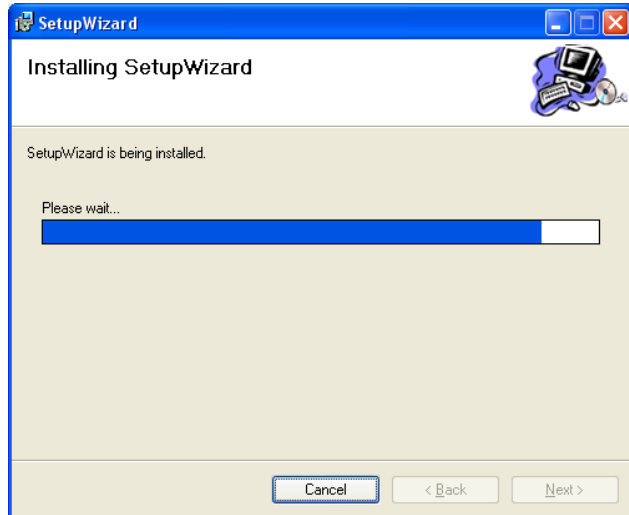 SetupWizard
Installing SetupWizard
SetupWizard is being installed.
Please wait...
Cancel
< Back
Next >